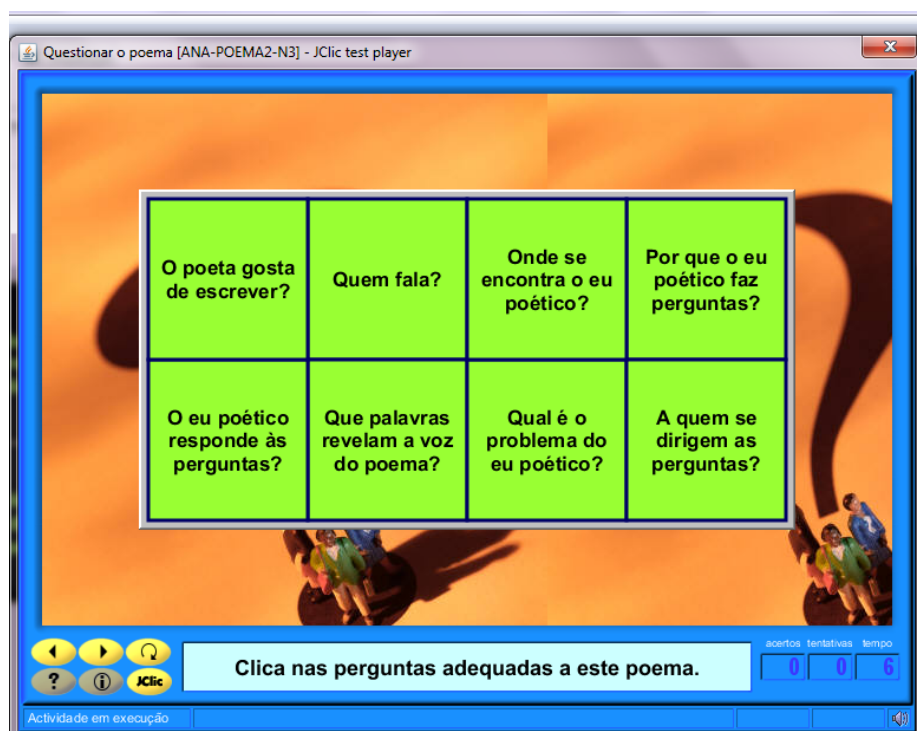 Questionar o poema [ANA-POEMA2-N3] - JClic test player
O poeta gosta
de escrever?
Quem fala?
Onde se
encontra o eu
poético?
Por que o eu
poético faz
perguntas?
O eu poético
responde às
perguntas?
Que palavras
revelam a voz
do poema?
Qual é o
problema do
eu poético?
A quem se
dirigem as
perguntas?
JClic
Clica nas perguntas adequadas a este poema.
acertos tentativas tempo
0 0 6
Actividade em execução